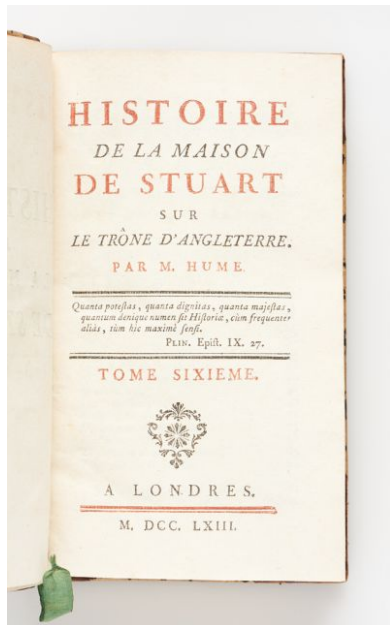 HISTOIRE
DE LA MAISON
DE STUART
SUR
LE TRÔNE D'ANGLETERRE.
PAR M. HUME.
Quanta poteſtas, quanta dignitas, quanta majeſtas,
quantum denique numen ſit Hiſtoriæ, cùm frequenter
aliàs, tùm hic maximè ſenſi.
PLIN. Epiſt. IX. 27.
TOME SIXIEME.
A LONDRES.
M. DCC. LXIII.